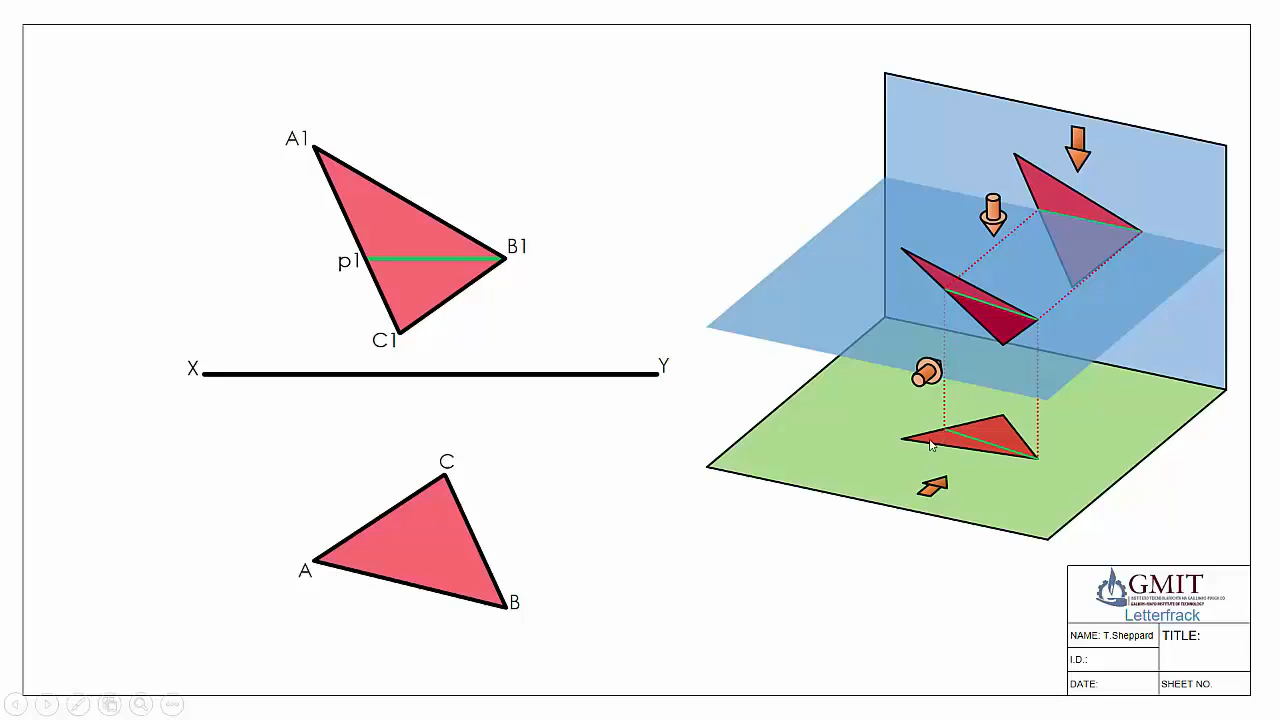 A1
B1
p1
C1
X
Y
C
A
B
GMIT
Letterfrack
NAME: T.Sheppard
TITLE:
I.D.:
DATE:
SHEET NO.